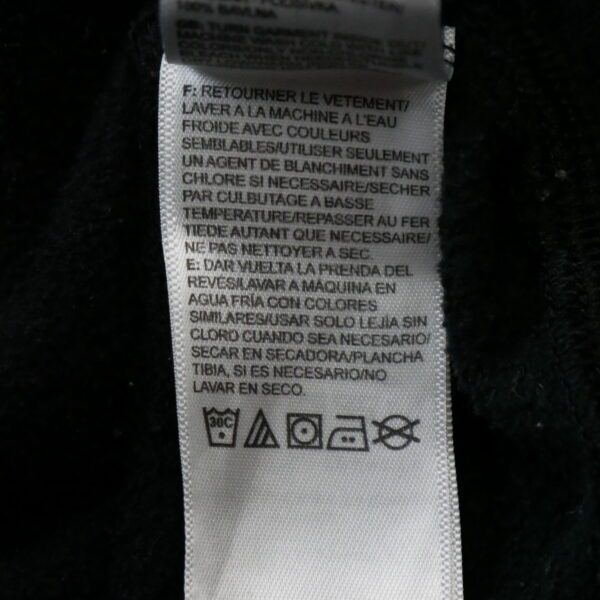 100% BAVLNA
F: RETOURNER LE VETEMENT/
LAVER A LA MACHINE A L'EAU
FROIDE AVEC COULEURS
SEMBLABLES/UTILISER SEULEMENT
UN AGENT DE BLANCHIMENT SANS
CHLORE SI NECESSAIRE/SECHER
PAR CULBUTAGE A BASSE
TEMPERATURE/REPASSER AU FER
TIEDE AUTANT QUE NECESSAIRE/
NE PAS NETTOYER A SEC.
E: DAR VUELTA LA PRENDA DEL
REVES/LAVAR A MÁQUINA EN
AGUA FRÍA CON COLORES
SIMILARES/USAR SOLO LEJÍA SIN
CLORO CUANDO SEA NECESARIO/
SECAR EN SECADORA/PLANCHA
TIBIA, SI ES NECESARIO/NO
LAVAR EN SECO.
30C